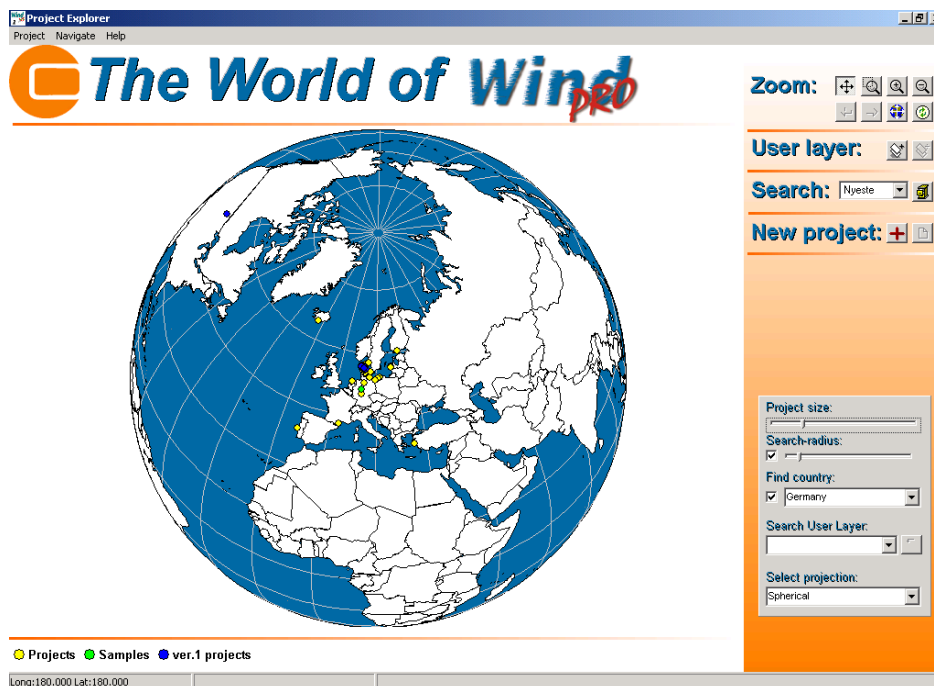 Project Explorer
Project Navigate Help
The World of WindPRO
Zoom:
User layer:
Search: Nyeste
New project:
Project size:
Search-radius:
Find country:
Germany
Search User Layer:
Select projection:
Spherical
Projects Samples ver.1 projects
Long:180.000 Lat:180.000